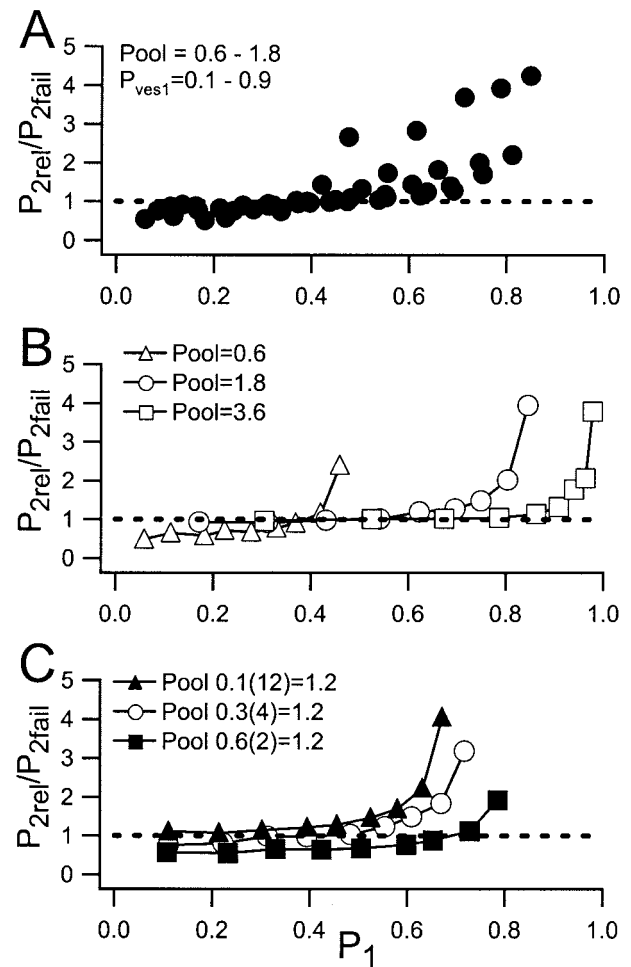 A
Pool = 0.6 - 1.8
Pves1=0.1 - 0.9
P2rel/P2fail
5
4
3
2
1
0
0.0 0.2 0.4 0.6 0.8 1.0
B
Pool=0.6
Pool=1.8
Pool=3.6
P2rel/P2fail
5
4
3
2
1
0
0.0 0.2 0.4 0.6 0.8 1.0
C
Pool 0.1(12)=1.2
Pool 0.3(4)=1.2
Pool 0.6(2)=1.2
P2rel/P2fail
5
4
3
2
1
0
0.0 0.2 0.4 0.6 0.8 1.0
P1